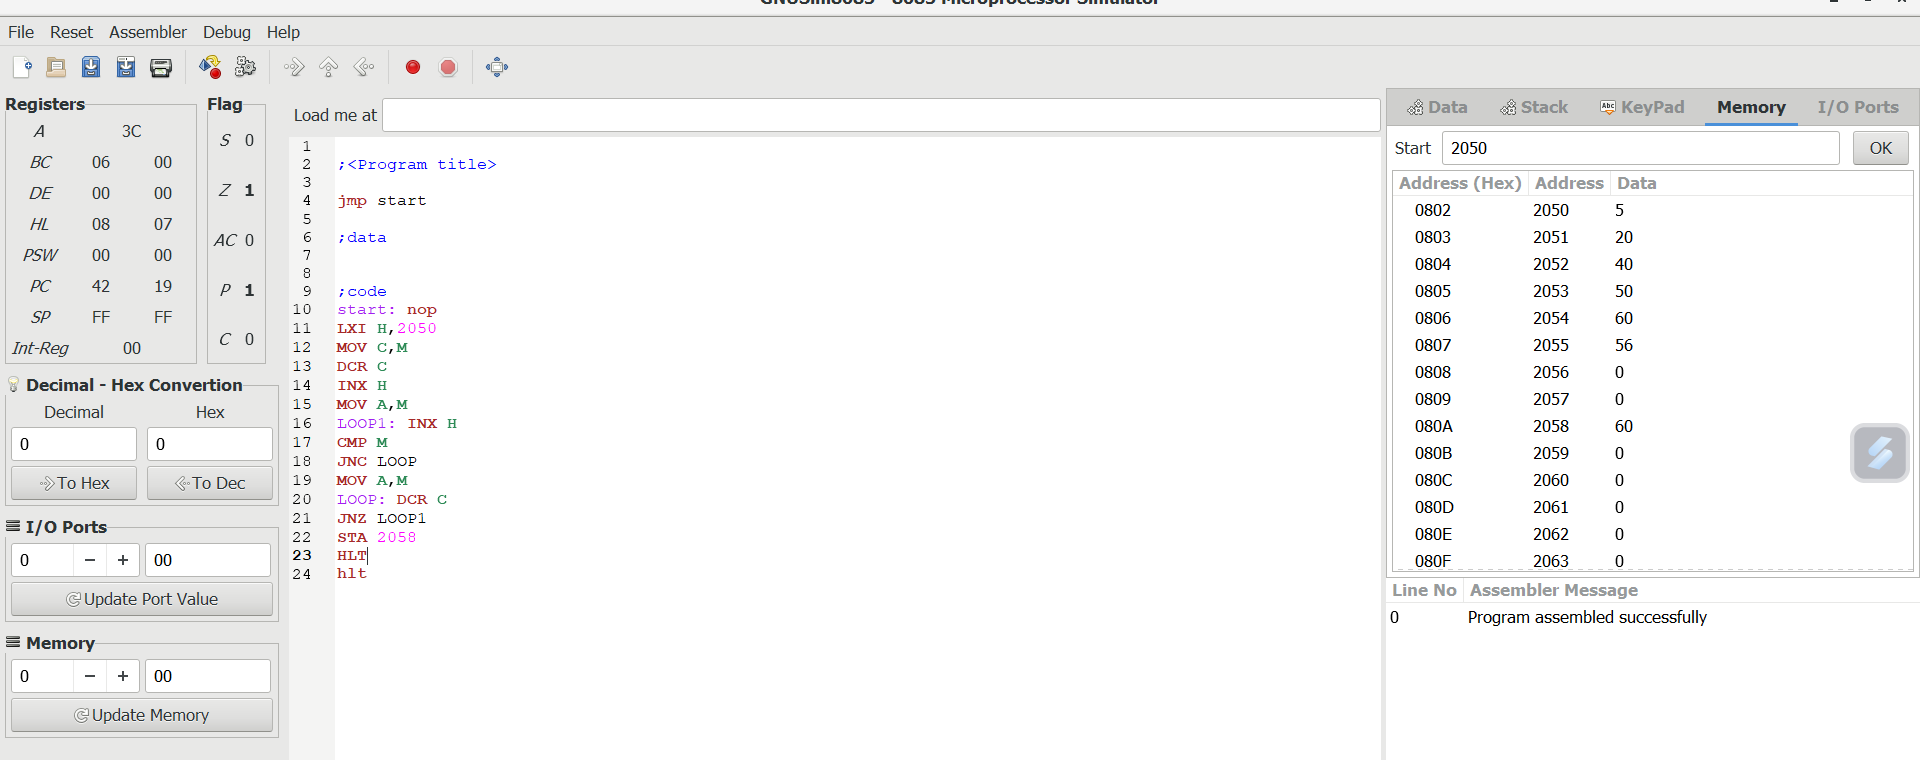 GNUSim8085 - 8085 Microprocessor Simulator
File Reset Assembler Debug Help
Registers
A 3C
BC 06 00
DE 00 00
HL 08 07
PSW 00 00
PC 42 19
SP FF FF
Int-Reg 00
Flag
S 0
Z 1
AC 0
P 1
C 0
Decimal - Hex Convertion
Decimal Hex
0 0
To Hex To Dec
I/O Ports
0 − + 00
Update Port Value
Memory
0 − + 00
Update Memory
Load me at
1
2 ;<Program title>
3
4 jmp start
5
6 ;data
7
8
9 ;code
10 start: nop
11 LXI H,2050
12 MOV C,M
13 DCR C
14 INX H
15 MOV A,M
16 LOOP1: INX H
17 CMP M
18 JNC LOOP
19 MOV A,M
20 LOOP: DCR C
21 JNZ LOOP1
22 STA 2058
23 HLT
24 hlt
Data Stack Abc KeyPad Memory I/O Ports
Start 2050 OK
Address (Hex) Address Data
0802 2050 5
0803 2051 20
0804 2052 40
0805 2053 50
0806 2054 60
0807 2055 56
0808 2056 0
0809 2057 0
080A 2058 60
080B 2059 0
080C 2060 0
080D 2061 0
080E 2062 0
080F 2063 0
Line No Assembler Message
0 Program assembled successfully